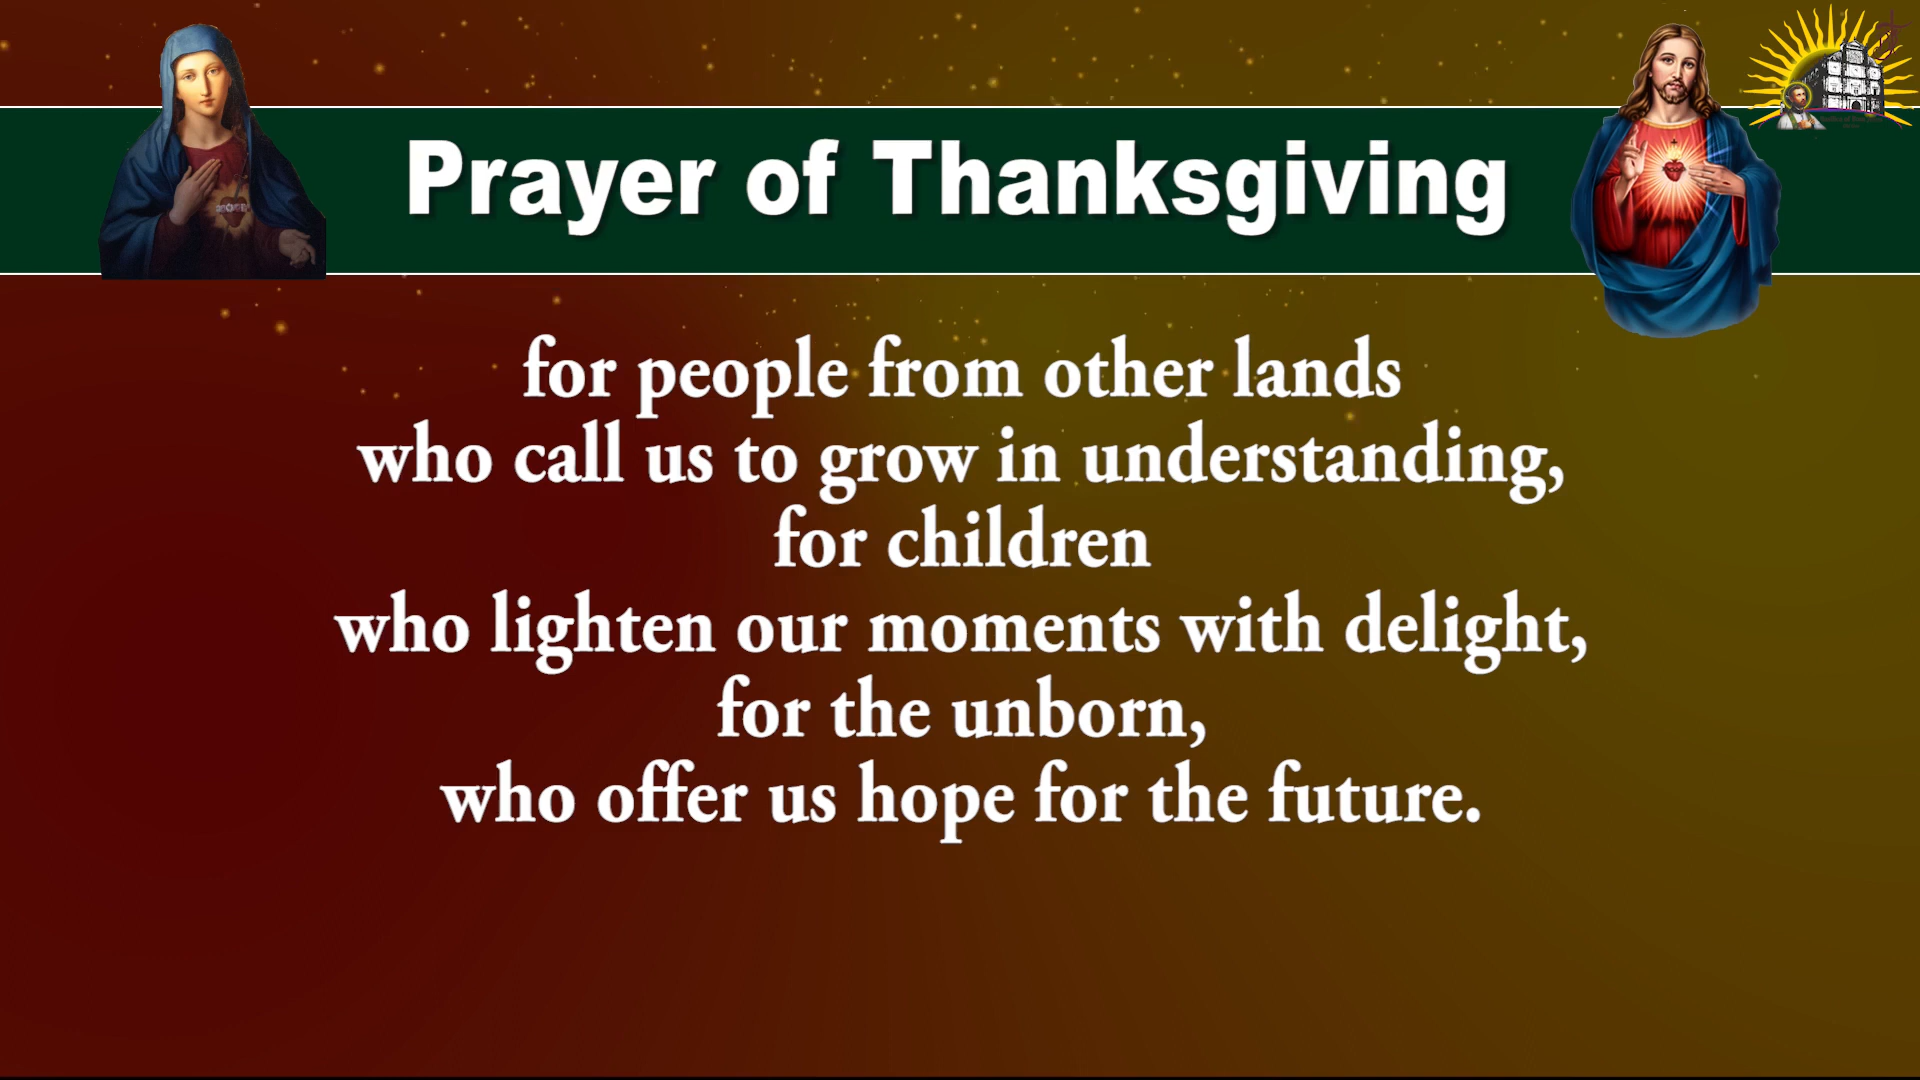 Prayer of Thanksgiving
for people from other lands
who call us to grow in understanding,
for children
who lighten our moments with delight,
for the unborn,
who offer us hope for the future.